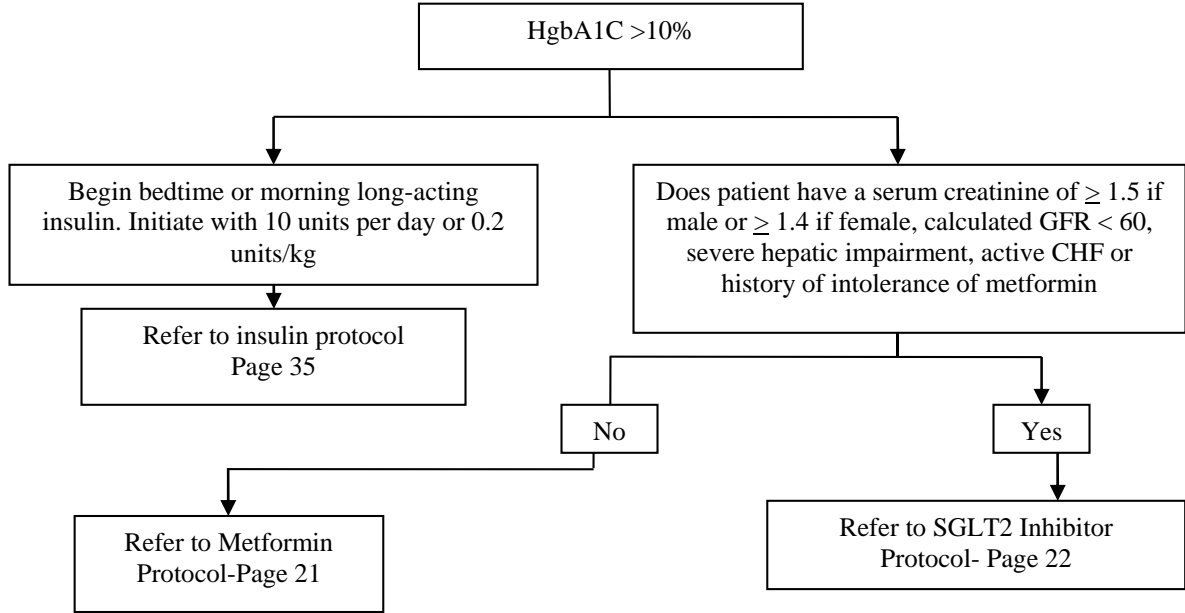 HgbA1C >10%
Begin bedtime or morning long-acting
insulin. Initiate with 10 units per day or 0.2
units/kg
Does patient have a serum creatinine of ≥ 1.5 if
male or ≥ 1.4 if female, calculated GFR < 60,
severe hepatic impairment, active CHF or
history of intolerance of metformin
Refer to insulin protocol
Page 35
No
Yes
Refer to Metformin
Protocol-Page 21
Refer to SGLT2 Inhibitor
Protocol- Page 22